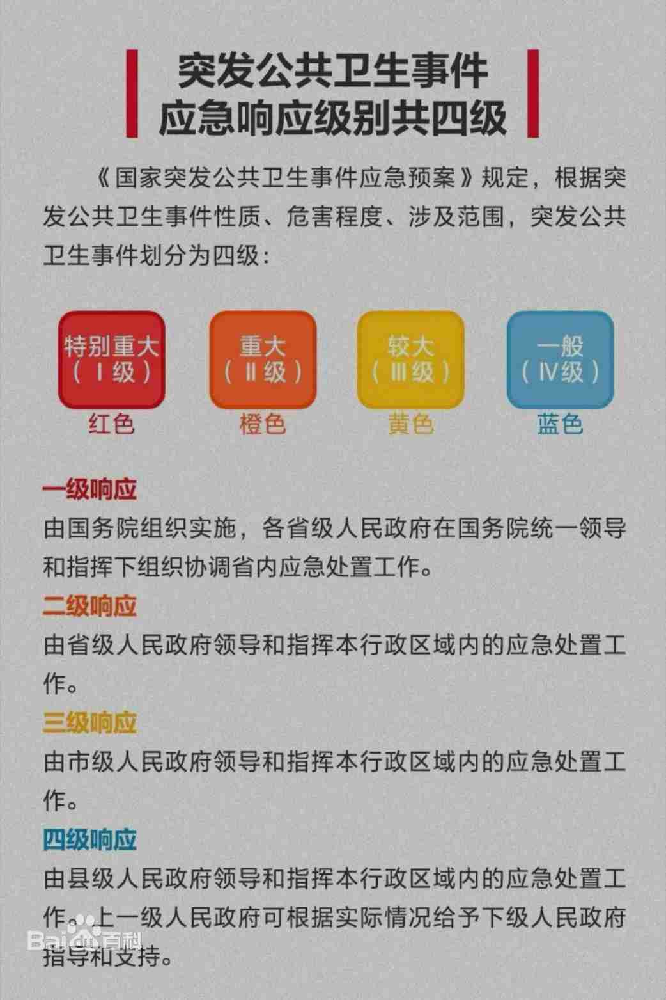 突发公共卫生事件
应急响应级别共四级
《国家突发公共卫生事件应急预案》规定，根据突
发公共卫生事件性质、危害程度、涉及范围，突发公共
卫生事件划分为四级：
特别重大 重大 较大 一般
（Ⅰ级） （Ⅱ级） （Ⅲ级） （Ⅳ级）
红色 橙色 黄色 蓝色
一级响应
由国务院组织实施，各省级人民政府在国务院统一领导
和指挥下组织协调省内应急处置工作。
二级响应
由省级人民政府领导和指挥本行政区域内的应急处置工
作。
三级响应
由市级人民政府领导和指挥本行政区域内的应急处置工
作。
四级响应
由县级人民政府领导和指挥本行政区域内的应急处置工
作。上一级人民政府可根据实际情况给予下级人民政府
指导和支持。
Bai du 百科